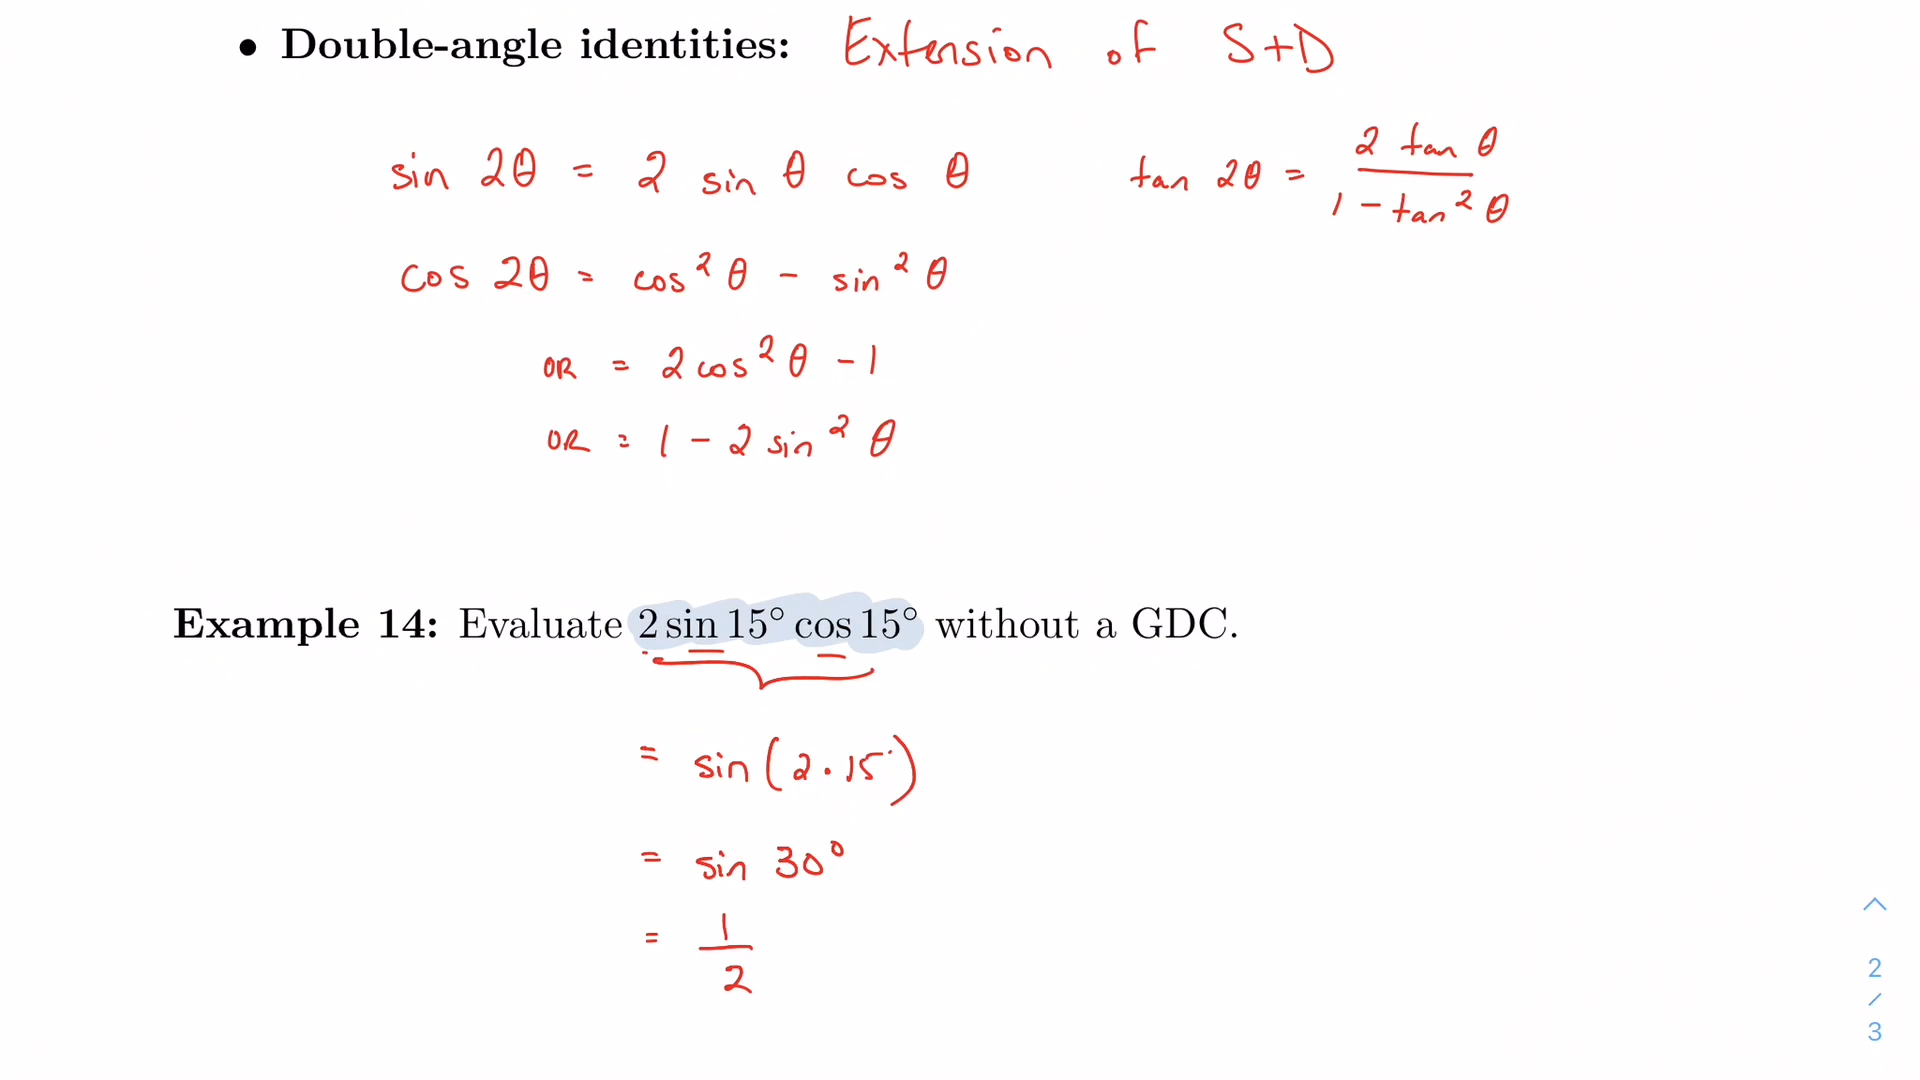 • Double-angle identities: Extension of S+D
sin 2θ = 2 sin θ cos θ
tan 2θ = 2 tan θ / 1 − tan² θ
cos 2θ = cos² θ − sin² θ
OR = 2 cos² θ − 1
OR = 1 − 2 sin² θ
Example 14: Evaluate 2 sin 15° cos 15° without a GDC.
= sin (2 · 15°)
= sin 30°
= 1 / 2
2
/
3